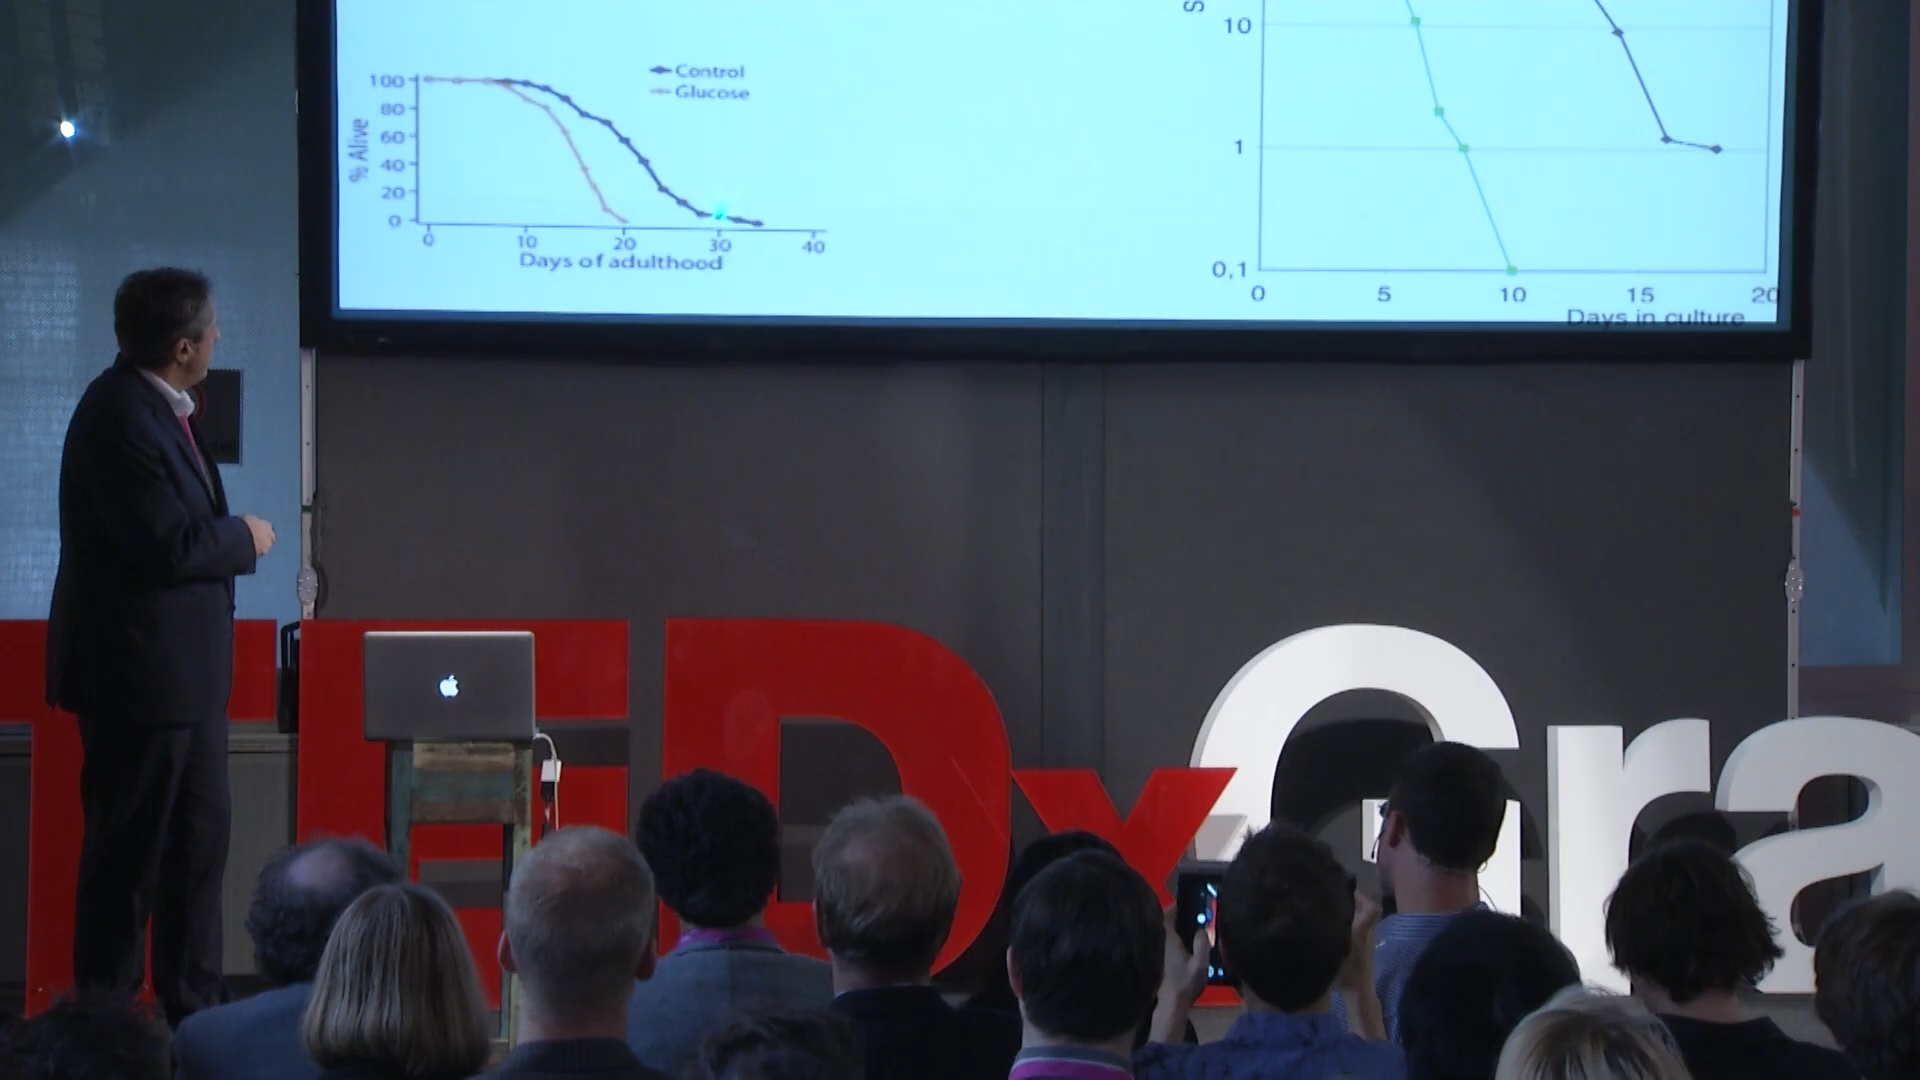 Control
Glucose
% Alive
100
80
60
40
20
0
0 10 20 30 40
Days of adulthood
S
10
1
0,1
0 5 10 15 20
Days in culture
TEDxGra